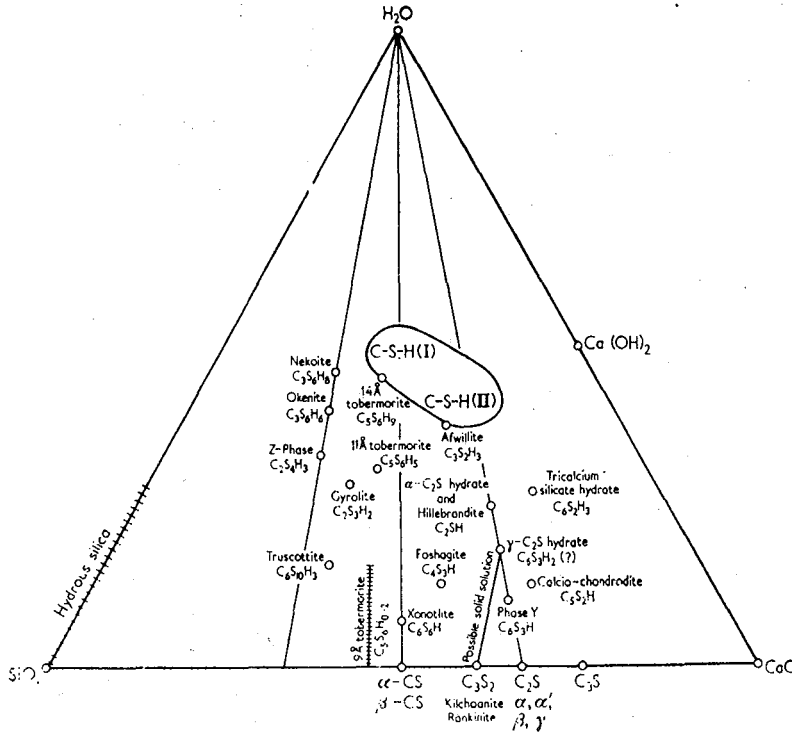 H₂O
Ca (OH)₂
C-S-H(I)
C-S-H(II)
Nekoite
C₃S₆H₈
Okenite
C₃S₆H₆
14Å
tobermorite
C₅S₆H₉
Afwillite
C₃S₂H₃
Z-Phase
C₂S₄H₃
11Å tobermorite
C₅S₆H₅
Gyrolite
C₂S₃H₂
α-C₂S hydrate
and
Hillebrandite
C₂SH
Tricalcium
silicate hydrate
C₆S₂H₃
γ-C₂S hydrate
C₆S₃H₂ (?)
Truscottite
C₆S₁₀H₃
Foshagite
C₄S₃H
Calcio-chondrodite
C₅S₂H
Phase Y
C₆S₃H
Xonotlite
C₆S₆H
Hydrous silica
9Å tobermorite
C₅S₆H₀₋₂
Possible solid solution
SiO
CaO
α-CS
β-CS
C₃S₂
Kilchoanite
Rankinite
C₂S
α, α′,
β, γ
C₃S